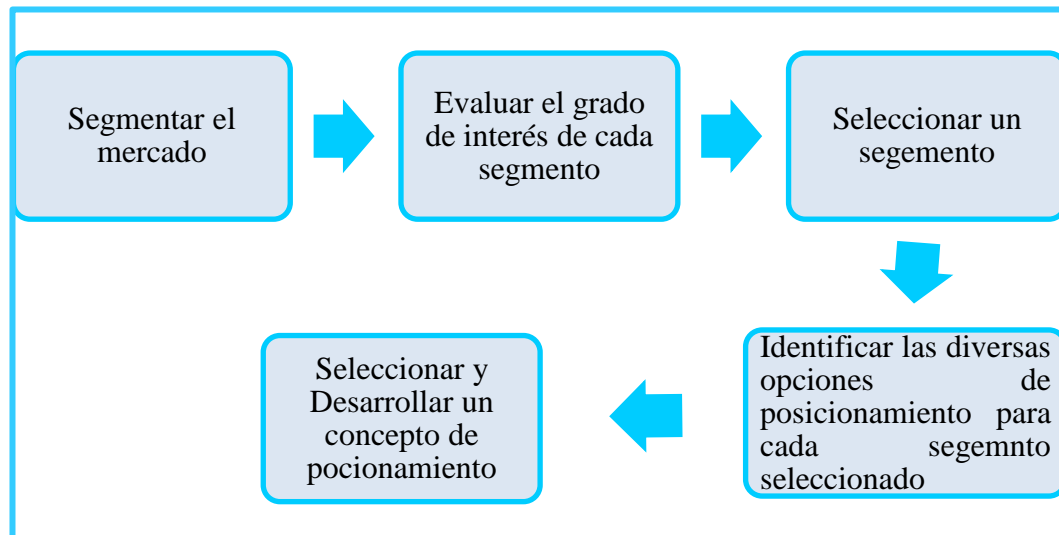 Segmentar el
mercado
Evaluar el grado
de interés de cada
segmento
Seleccionar un
segemento
Identificar las diversas
opciones de
posicionamiento para
cada segemnto
seleccionado
Seleccionar y
Desarrollar un
concepto de
pocionamiento